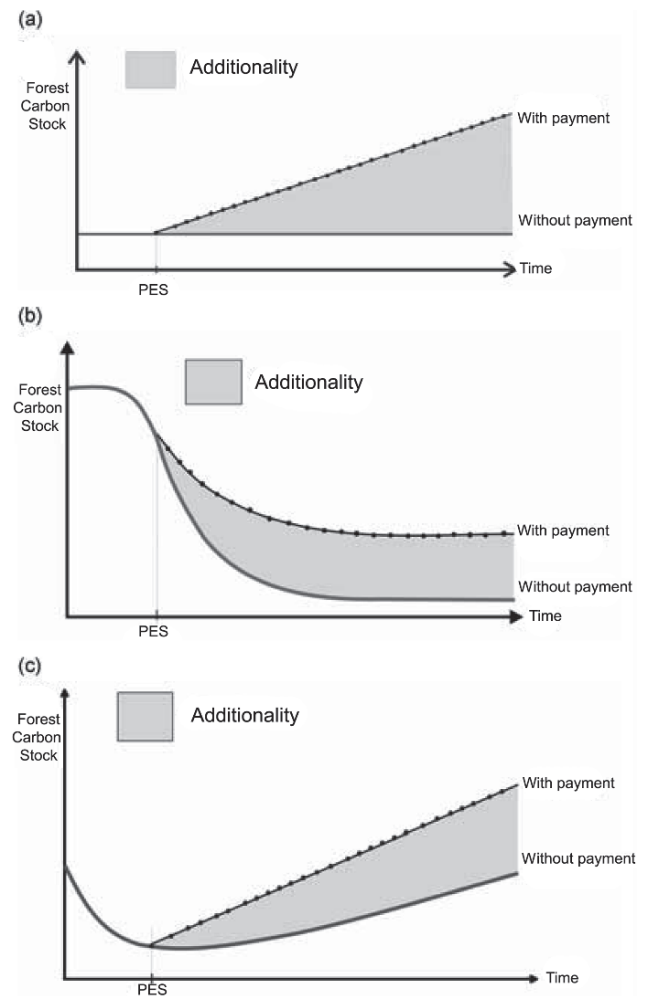 (a)
Additionality
Forest
Carbon
Stock
With payment
Without payment
Time
PES
(b)
Additionality
Forest
Carbon
Stock
With payment
Without payment
Time
PES
(c)
Additionality
Forest
Carbon
Stock
With payment
Without payment
Time
PES